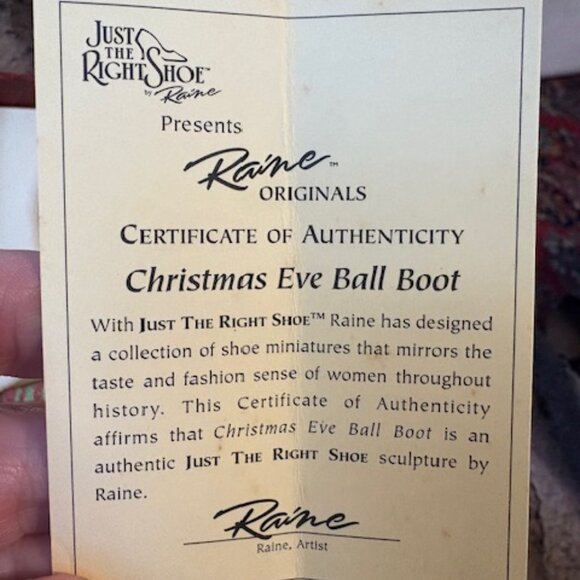 JUST
THE
RIGHT SHOE™
by Raine
Presents
Raine™
ORIGINALS
CERTIFICATE OF AUTHENTICITY
Christmas Eve Ball Boot
With JUST THE RIGHT SHOE™ Raine has designed
a collection of shoe miniatures that mirrors the
taste and fashion sense of women throughout
history. This Certificate of Authenticity
affirms that Christmas Eve Ball Boot is an
authentic JUST THE RIGHT SHOE sculpture by
Raine.
Raine
Raine, Artist